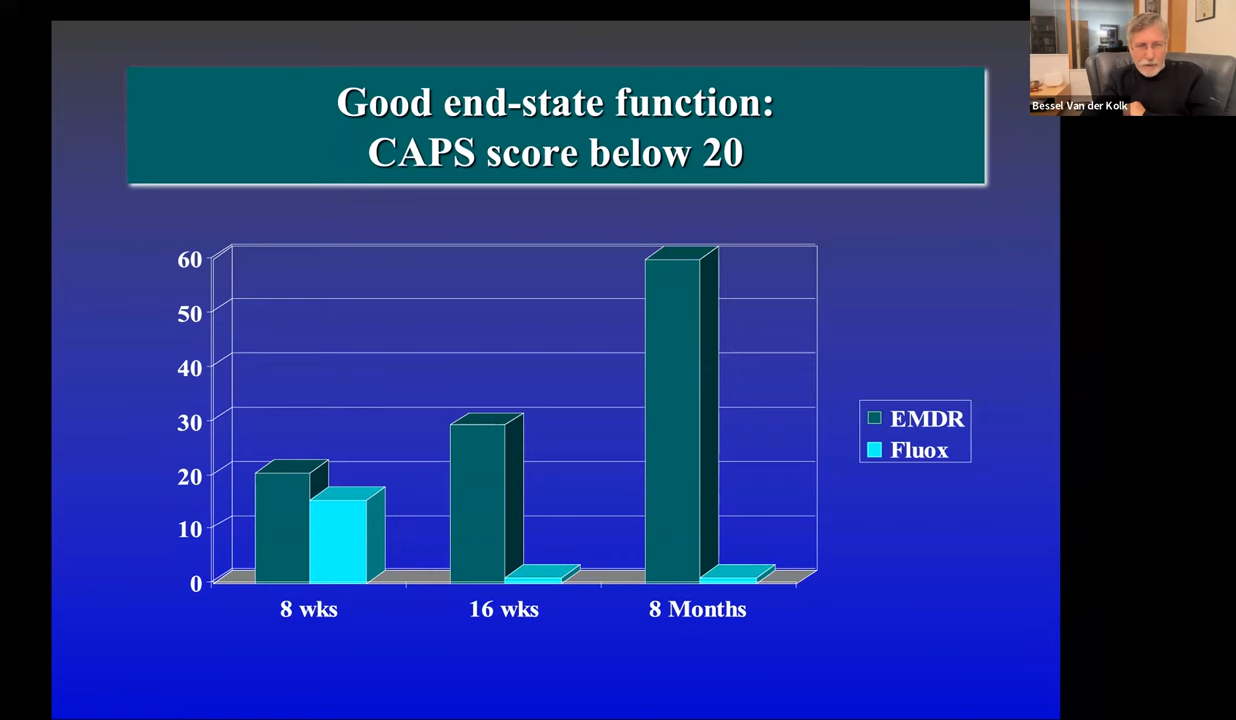 Good end-state function:
CAPS score below 20
Bessel Van der Kolk
60
50
40
30
20
10
0
8 wks
16 wks
8 Months
EMDR
Fluox